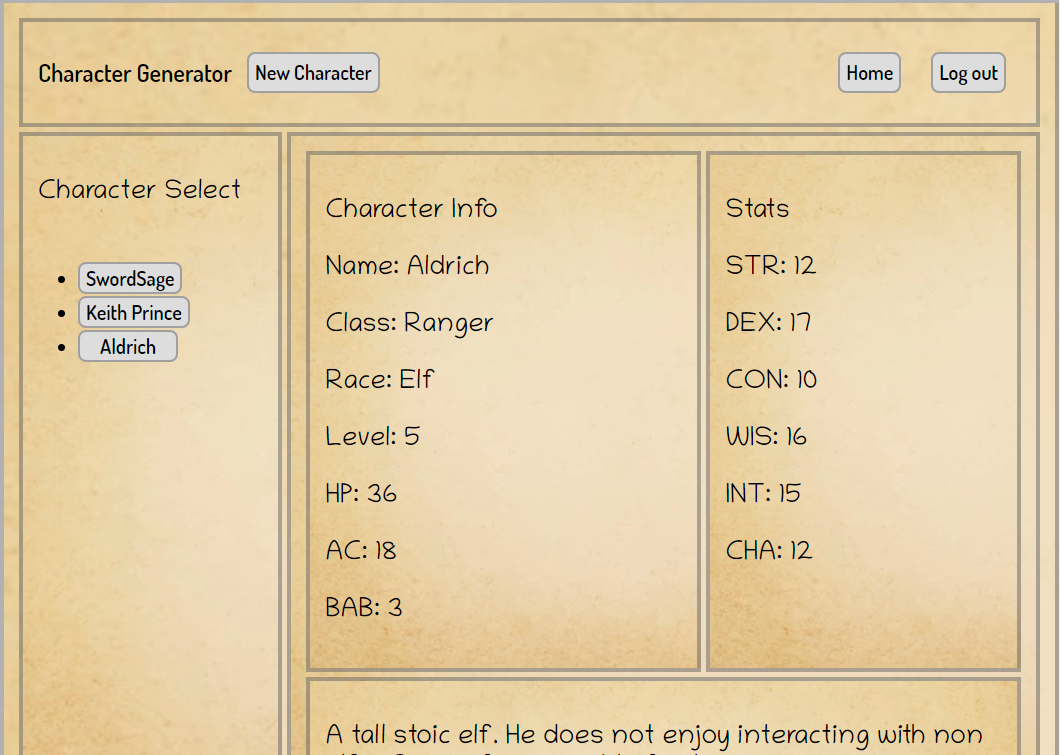 Character Generator New Character Home Log out
Character Select
SwordSage
Keith Prince
Aldrich
Character Info
Name: Aldrich
Class: Ranger
Race: Elf
Level: 5
HP: 36
AC: 18
BAB: 3
Stats
STR: 12
DEX: 17
CON: 10
WIS: 16
INT: 15
CHA: 12
A tall stoic elf. He does not enjoy interacting with non